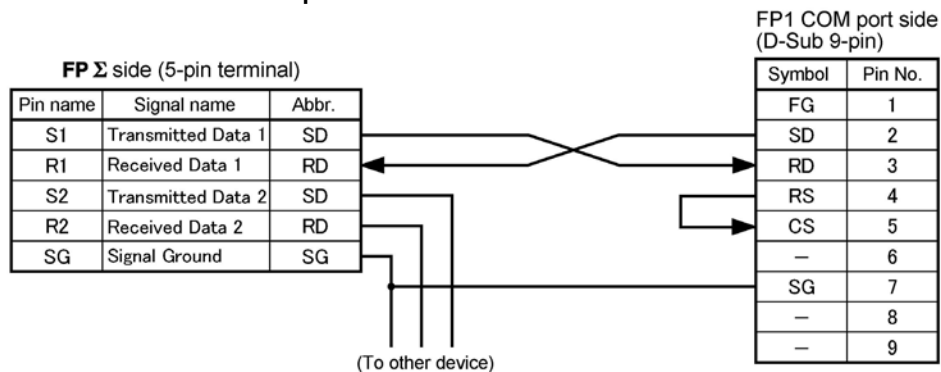 FP1 COM port side
(D-Sub 9-pin)
FP Σ side (5-pin terminal)
Pin name Signal name Abbr.
S1 Transmitted Data 1 SD
R1 Received Data 1 RD
S2 Transmitted Data 2 SD
R2 Received Data 2 RD
SG Signal Ground SG
Symbol Pin No.
FG 1
SD 2
RD 3
RS 4
CS 5
— 6
SG 7
— 8
— 9
(To other device)